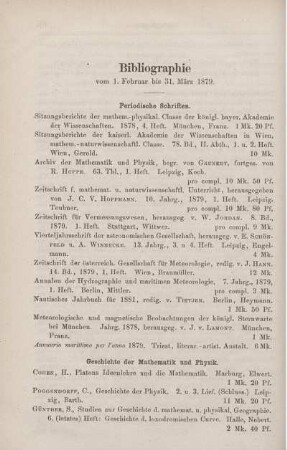 Bibliographie
vom 1. Februar bis 31. März 1879.
Periodische Schriften.
Sitzungsberichte der mathem.-physikal. Classe der königl. bayer. Akademie
der Wissenschaften. 1878, 4. Heft. München, Franz. 1 Mk. 20 Pf.
Sitzungsberichte der kaiserl. Akademie der Wissenschaften in Wien,
mathem.-naturwissenschaftl. Classe. 78. Bd., II. Abth., 1. u. 2. Heft.
Wien, Gerold. 10 Mk.
Archiv der Mathematik und Physik, begr. von GRUNERT, fortges. von
R. HOPPE. 63. Thl., 1. Heft. Leipzig, Koch.
pro compl. 10 Mk. 50 Pf.
Zeitschrift f. mathemat. u. naturwissenschaftl. Unterricht, herausgegeben
von J. C. V. HOFFMANN. 10. Jahrg., 1879, 1. Heft. Leipzig,
Teubner. pro compl. 10 Mk. 80 Pf.
Zeitschrift für Vermessungswesen, herausgeg. v. W. JORDAN. 8. Bd.,
1879, 1. Heft. Stuttgart, Wittwer. pro compl. 9 Mk.
Vierteljahrsschrift der astronomischen Gesellschaft, herausgeg. v. E. SCHÖN-
FELD u. A. WINNECKE. 13. Jahrg., 3. u. 4. Heft. Leipzig, Engel-
mann. 4 Mk.
Zeitschrift der österreich. Gesellschaft für Meteorologie, redig. v. J. HANN.
14. Bd., 1879, 1. Heft. Wien, Braumüller. 12 Mk.
Annalen der Hydrographie und maritimen Meteorologie. 7. Jahrg., 1879,
1. Heft. Berlin, Mittler. pro compl. 3 Mk.
Nautisches Jahrbuch für 1881, redig. v. TIETJEN. Berlin, Heymann.
1 Mk. 50 Pf.
Meteorologische und magnetische Beobachtungen der königl. Sternwarte
bei München. Jahrg. 1878, herausgeg. v. J. v. LAMONT. München,
Franz. 1 Mk.
Annuario marittimo per l'anno 1879. Triest, literar.-artist. Anstalt. 6 Mk.
Geschichte der Mathematik und Physik.
Platons Ideenlehre und die Mathematik. Marburg, Elwert.
1 Mk. 20 Pf.
POGGENDORFF, C., Geschichte der Physik. 2. u. 3. Lief. (Schluss.) Leipzig,
Barth.
GÜNTHER, S., Studien zur Geschichte d. mathemat. u. physikal. Geographie.
6. (letztes) Heft: Geschichte d. loxodromischen Curve. Halle, Nebert.
2 Mk. 40 Pf.